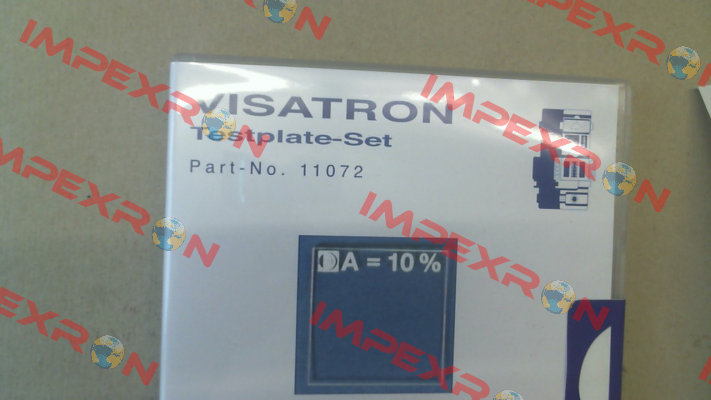 VISATRON
Testplate-Set
Part-No. 11072
A = 10 %
IMPEXRON
IMPEXRON
IMPEXRON
IMPEXRON
IMPEXRON
IMPEXRON
IMPEXRON